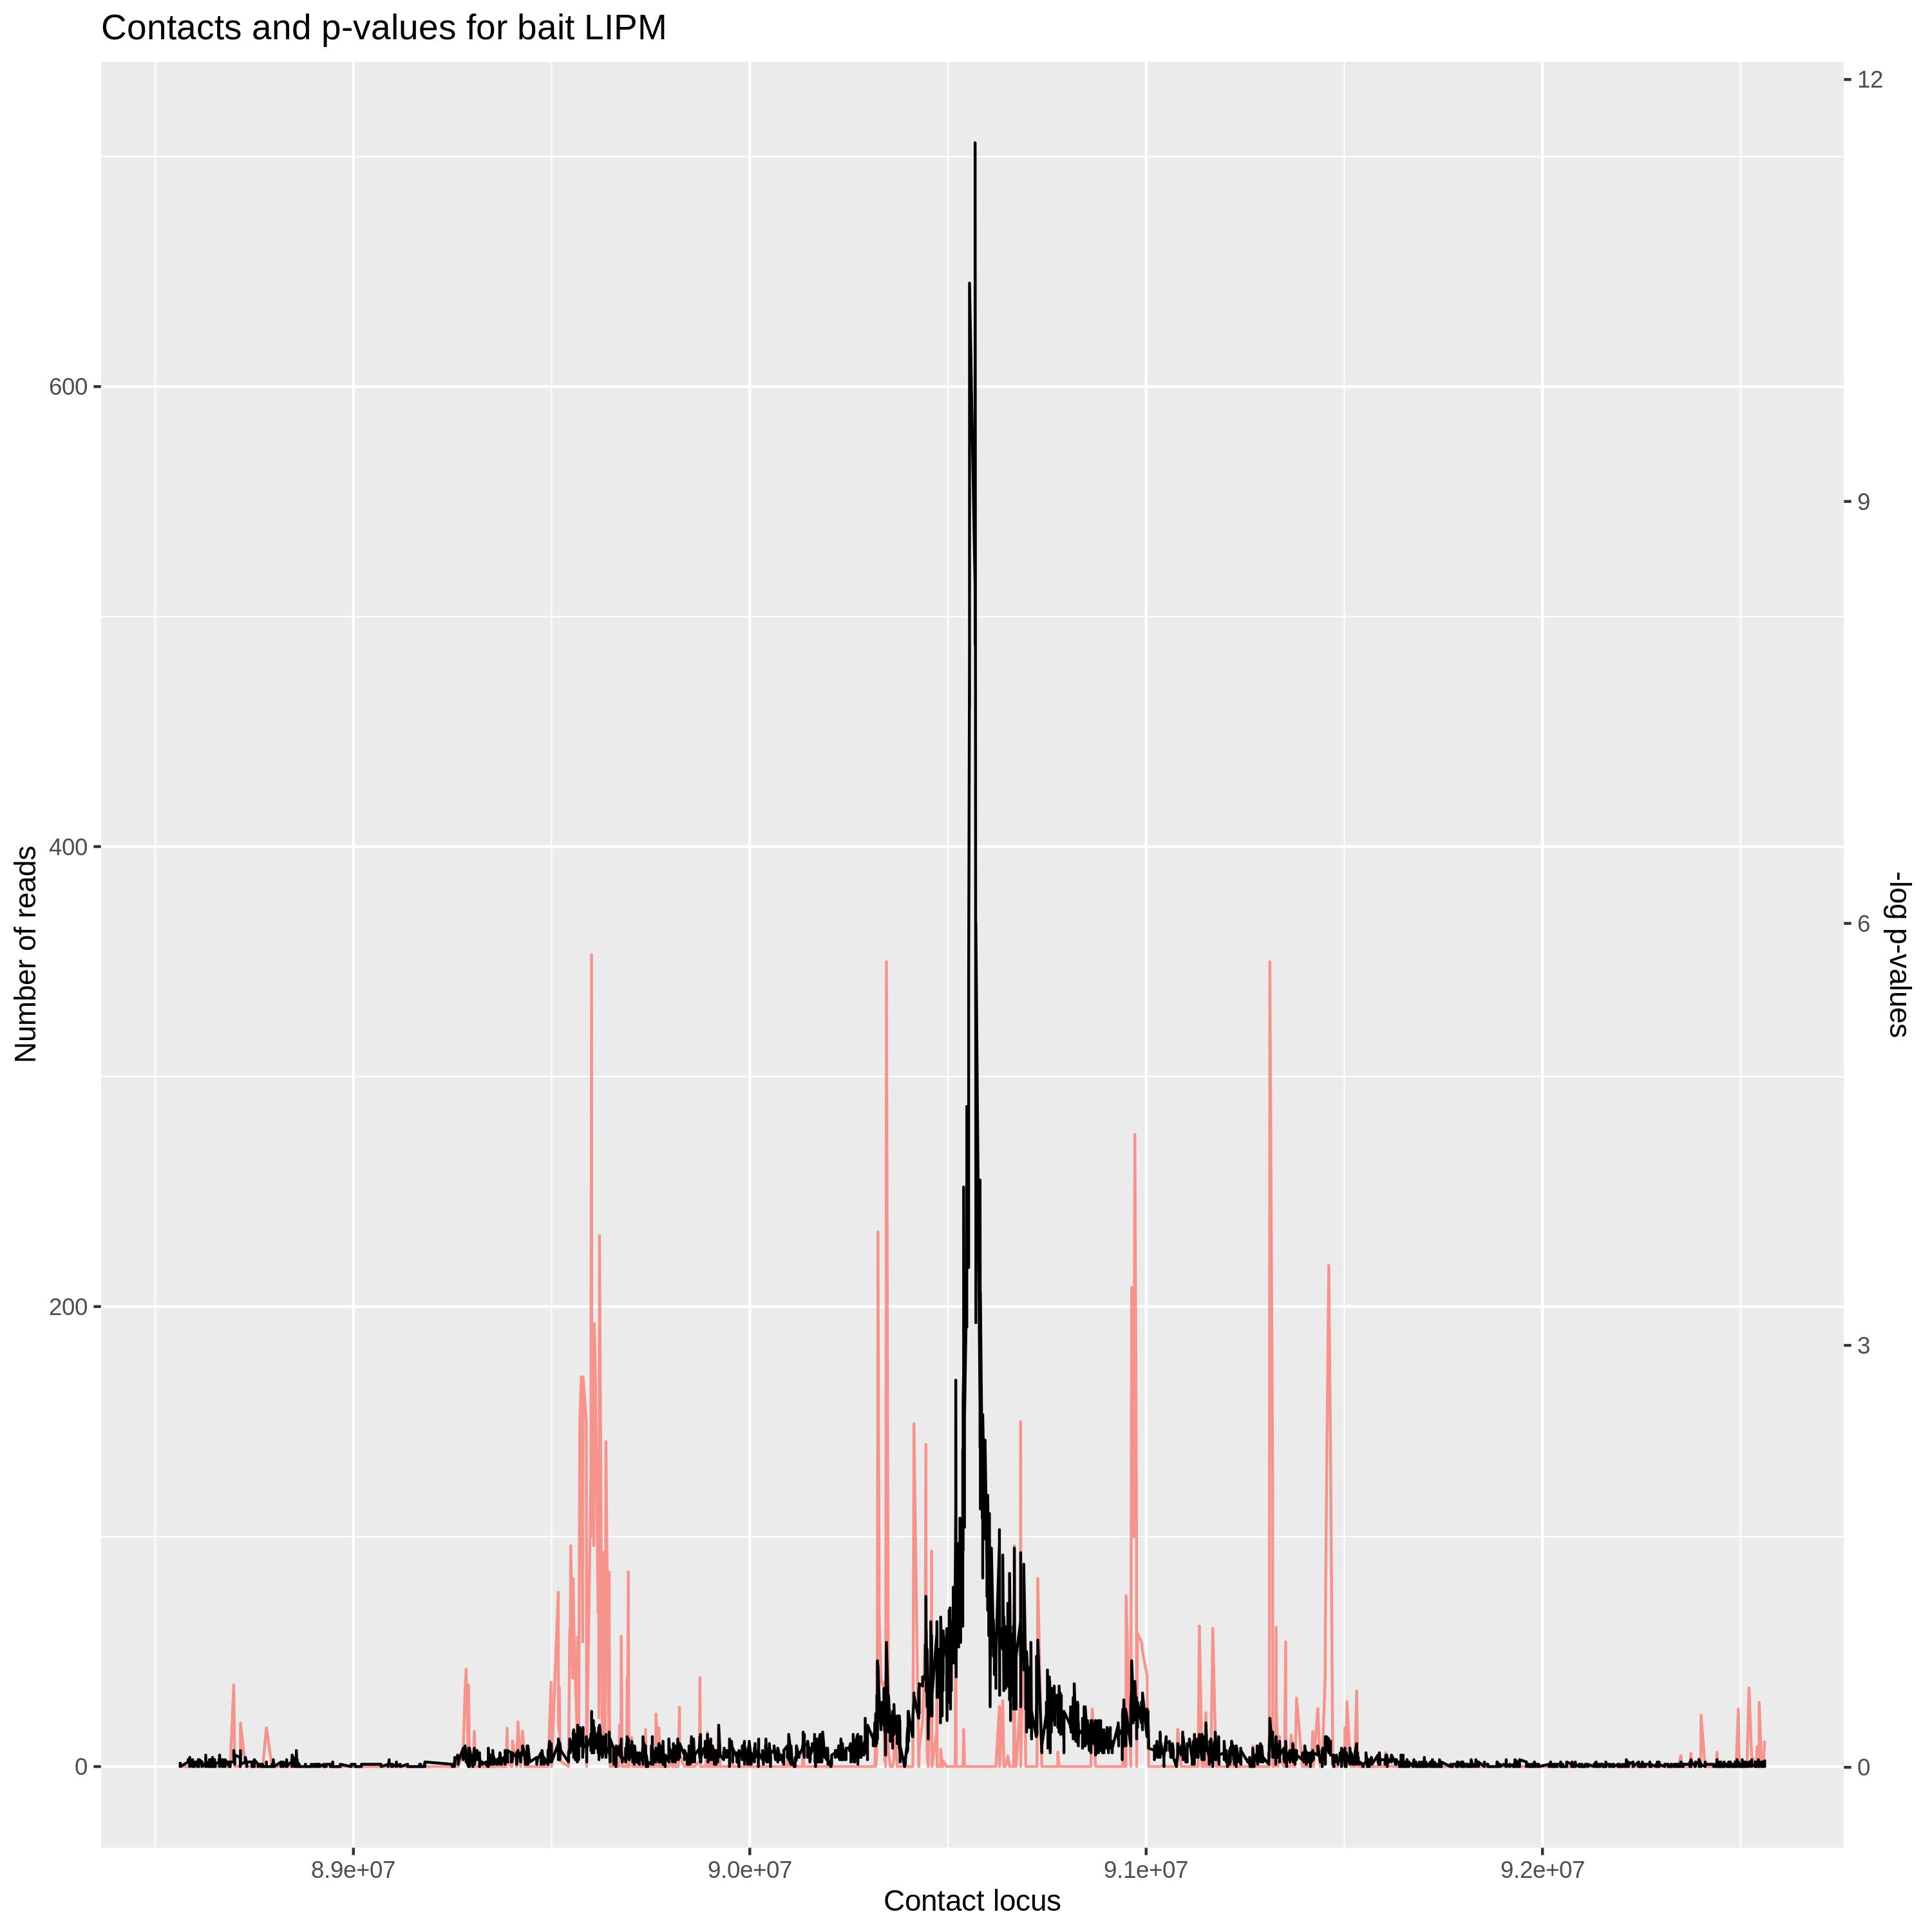 Contacts and p-values for bait LIPM
12
600
9
400
6
Number of reads
-log p-values
200
3
0
0
8.9e+07
9.0e+07
9.1e+07
9.2e+07
Contact locus